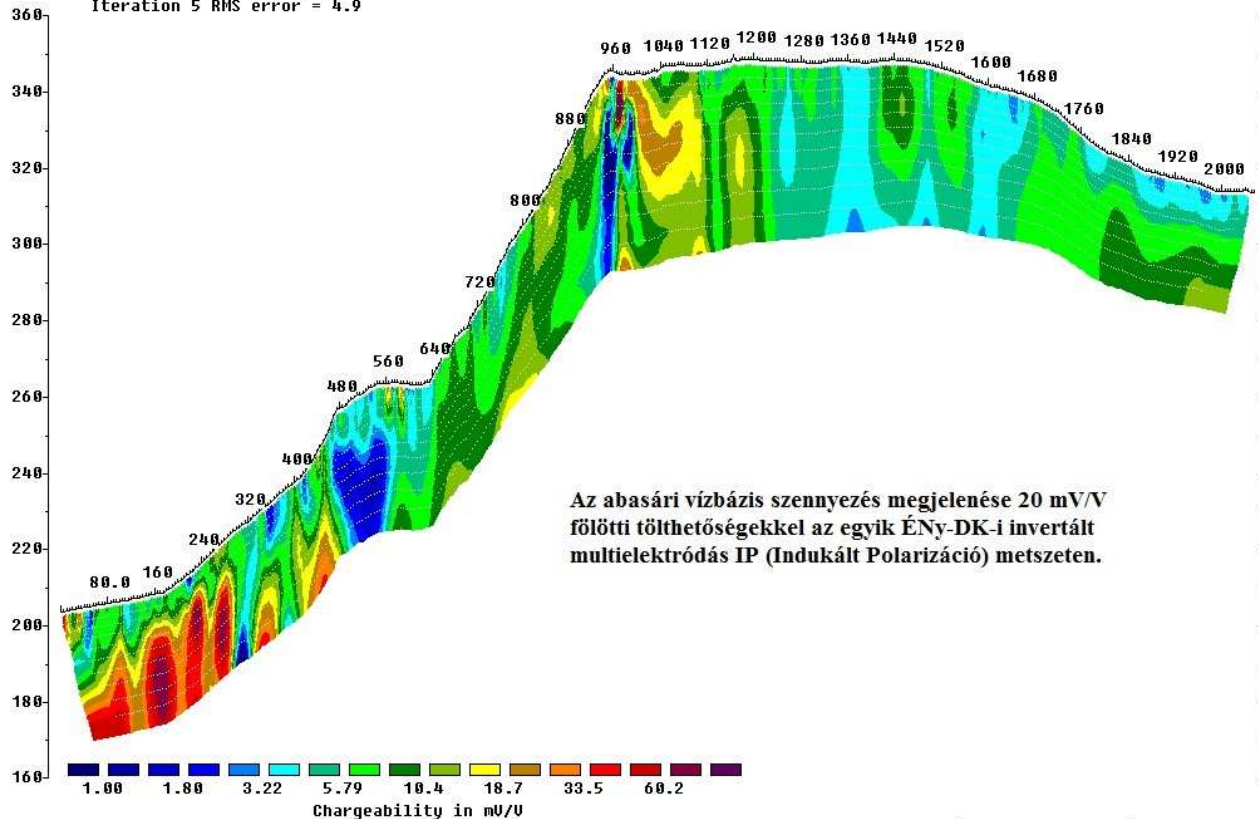 Iteration 5 RMS error = 4.9
360
340
320
300
280
260
240
220
200
180
160
80.0 160 240 320 400 480 560 640 720 800 880 960 1040 1120 1200 1280 1360 1440 1520 1600 1680 1760 1840 1920 2000
Az abasári vízbázis szennyezés megjelenése 20 mV/V
fölötti tölthetőségekkel az egyik ÉNy-DK-i invertált
multielektródás IP (Indukált Polarizáció) metszeten.
1.00 1.80 3.22 5.79 10.4 18.7 33.5 60.2
Chargeability in mV/V